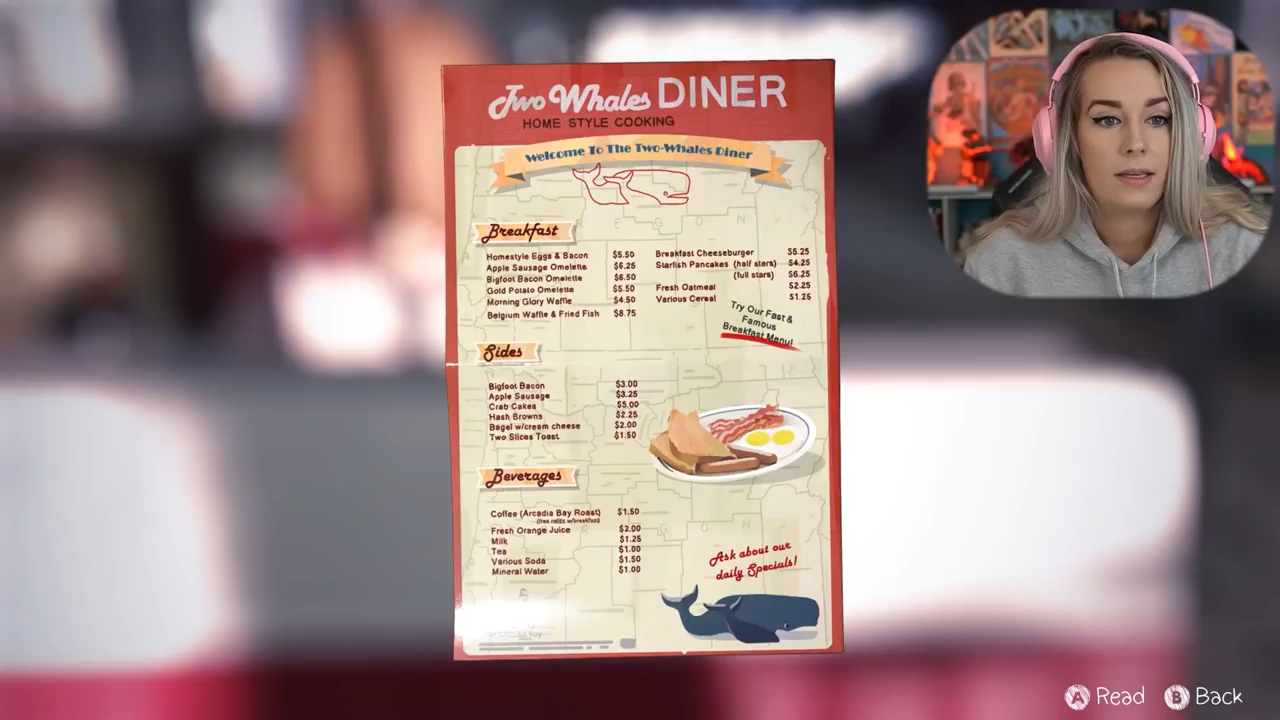 Two Whales DINER
HOME STYLE COOKING
Welcome To The Two-Whales Diner
Breakfast
Homestyle Eggs & Bacon $5.50
Apple Sausage Omelette $6.25
Bigfoot Bacon Omelette $6.50
Gold Potato Omelette $5.50
Morning Glory Waffle $4.50
Belgium Waffle & Fried Fish $8.75
Breakfast Cheeseburger $5.25
Starfish Pancakes (half stars) $4.25
(full stars) $6.25
Fresh Oatmeal $2.25
Various Cereal $1.25
Try Our Fast &
Famous
Breakfast Menu!
Sides
Bigfoot Bacon $3.00
Apple Sausage $3.25
Crab Cakes $5.00
Hash Browns $2.25
Bagel w/cream cheese $2.00
Two Slices Toast $1.50
Beverages
Coffee (Arcadia Bay Roast) $1.50
(free refills w/breakfast)
Fresh Orange Juice $2.00
Milk $1.25
Tea $1.00
Various Soda $1.50
Mineral Water $1.00
Ask about our
daily Specials!
A Read B Back